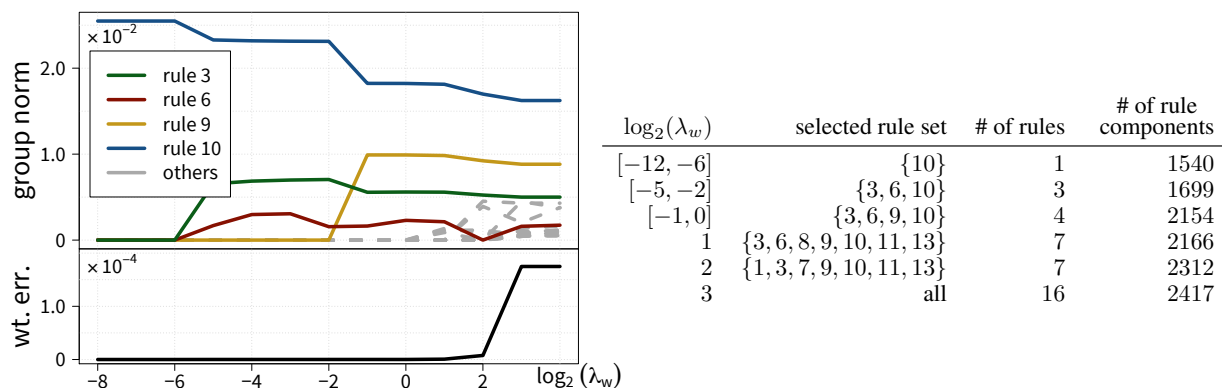 ×10⁻²
group norm
2.0
1.0
0
rule 3
rule 6
rule 9
rule 10
others
×10⁻⁴
wt. err.
1.0
0
−8 −6 −4 −2 0 2 log₂(λw)
log₂(λw) selected rule set # of rules # of rule components
[−12, −6] {10} 1 1540
[−5, −2] {3, 6, 10} 3 1699
[−1, 0] {3, 6, 9, 10} 4 2154
1 {3, 6, 8, 9, 10, 11, 13} 7 2166
2 {1, 3, 7, 9, 10, 11, 13} 7 2312
3 all 16 2417